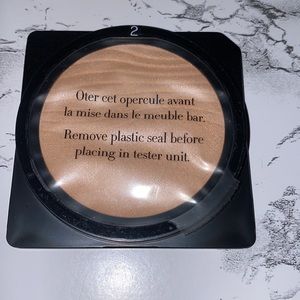 2
Oter cet opercule avant
la mise dans le meuble bar.
Remove plastic seal before
placing in tester unit.